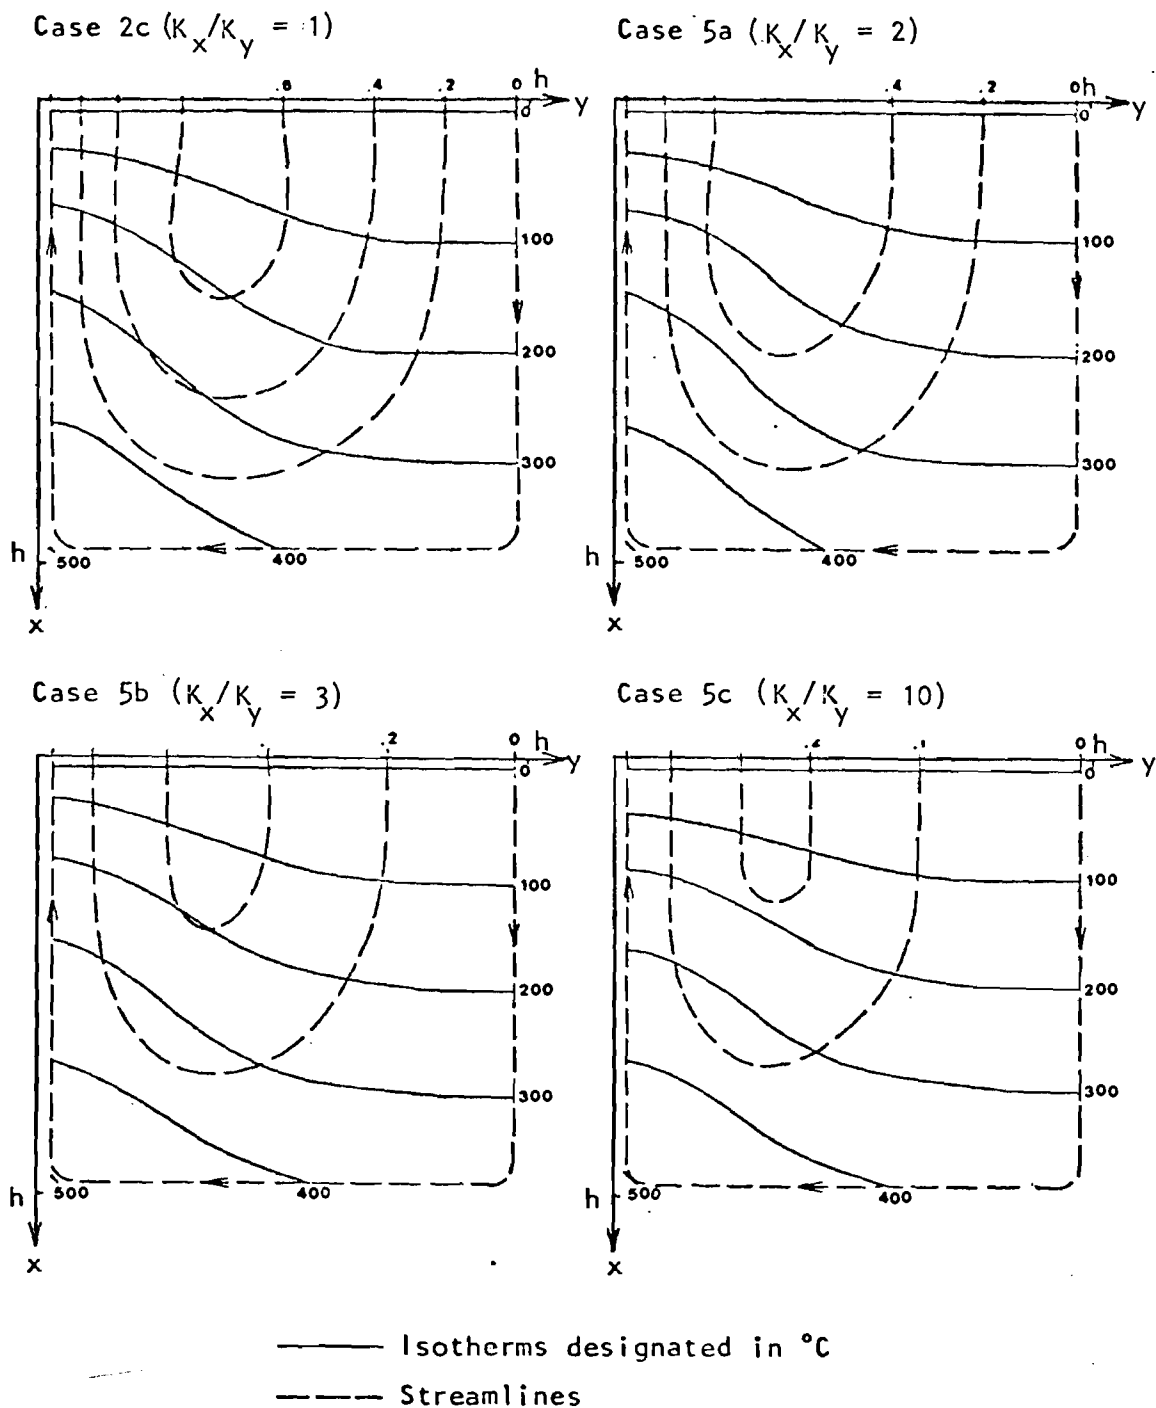 Case 2c (Kx/Ky = 1)
.6 .4 .2 0 h
y
0
100
200
300
400
500
h
x
Case 5a (Kx/Ky = 2)
.4 .2 0 h
y
0
100
200
300
400
500
h
x
Case 5b (Kx/Ky = 3)
.2 0 h
y
0
100
200
300
400
500
h
x
Case 5c (Kx/Ky = 10)
.2 .1 0 h
y
0
100
200
300
400
500
h
x
Isotherms designated in °C
Streamlines